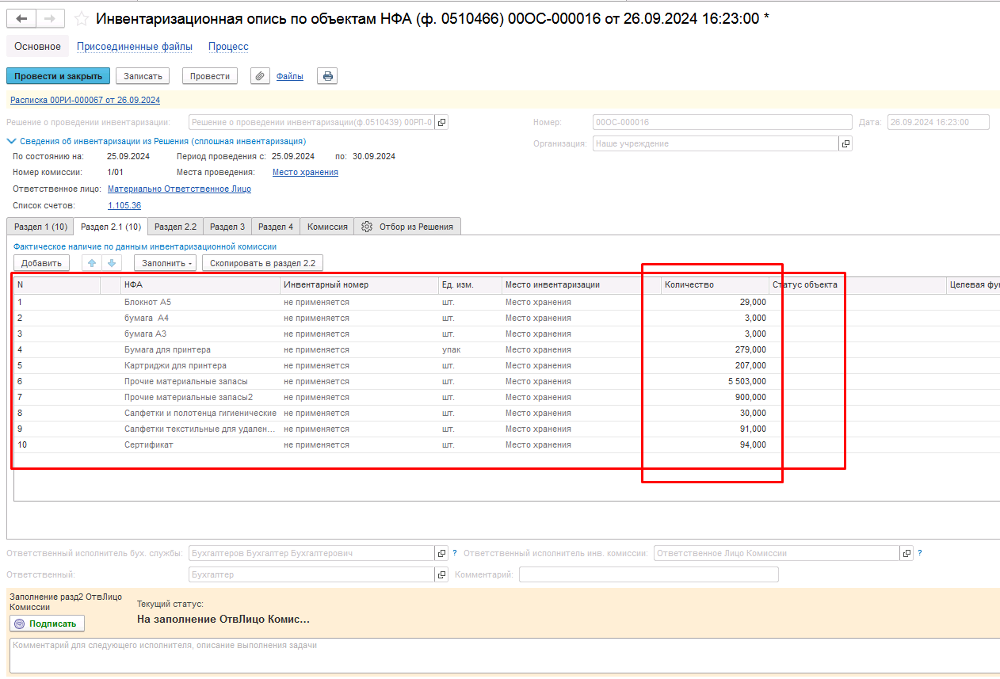 Инвентаризационная опись по объектам НФА (ф. 0510466) 00ОС-000016 от 26.09.2024 16:23:00 *
Основное Присоединенные файлы Процесс
Провести и закрыть Записать Провести Файлы
Расписка 00РИ-000067 от 26.09.2024
Решение о проведении инвентаризации: Решение о проведении инвентаризации(ф.0510439) 00РП-0 Номер: 00ОС-000016 Дата: 26.09.2024 16:23:00
Сведения об инвентаризации из Решения (сплошная инвентаризация) Организация: Наше учреждение
По состоянию на: 25.09.2024 Период проведения с: 25.09.2024 по: 30.09.2024
Номер комиссии: 1/01 Места проведения: Место хранения
Ответственное лицо: Материально Ответственное Лицо
Список счетов: 1.105.36
Раздел 1 (10) Раздел 2.1 (10) Раздел 2.2 Раздел 3 Раздел 4 Комиссия Отбор из Решения
Фактическое наличие по данным инвентаризационной комиссии
Добавить Заполнить Скопировать в раздел 2.2
N НФА Инвентарный номер Ед. изм. Место инвентаризации Количество Статус объекта Целевая фу
1 Блокнот А5 не применяется шт. Место хранения 29,000
2 бумага А4 не применяется шт. Место хранения 3,000
3 бумага А3 не применяется шт. Место хранения 3,000
4 Бумага для принтера не применяется упак Место хранения 279,000
5 Картриджи для принтера не применяется шт. Место хранения 207,000
6 Прочие материальные запасы не применяется шт. Место хранения 5 503,000
7 Прочие материальные запасы2 не применяется шт. Место хранения 900,000
8 Салфетки и полотенца гигиенические не применяется шт. Место хранения 30,000
9 Салфетки текстильные для удален... не применяется шт. Место хранения 91,000
10 Сертификат не применяется шт. Место хранения 94,000
Ответственный исполнитель бух. службы: Бухгалтеров Бухгалтер Бухгалтерович ? Ответственный исполнитель инв. комиссии: Ответственное Лицо Комиссии ?
Ответственный: Бухгалтер Комментарий:
Заполнение разд2 ОтвЛицо
Комиссии
Текущий статус:
На заполнение ОтвЛицо Комис...
Подписать
Комментарий для следующего исполнителя, описание выполнения задачи